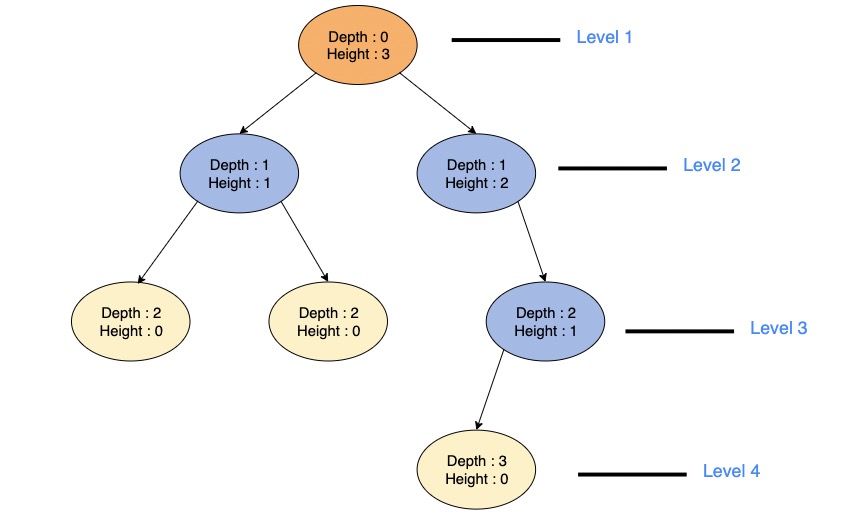 Depth : 0
Height : 3
Level 1
Depth : 1
Height : 1
Depth : 1
Height : 2
Level 2
Depth : 2
Height : 0
Depth : 2
Height : 0
Depth : 2
Height : 1
Level 3
Depth : 3
Height : 0
Level 4